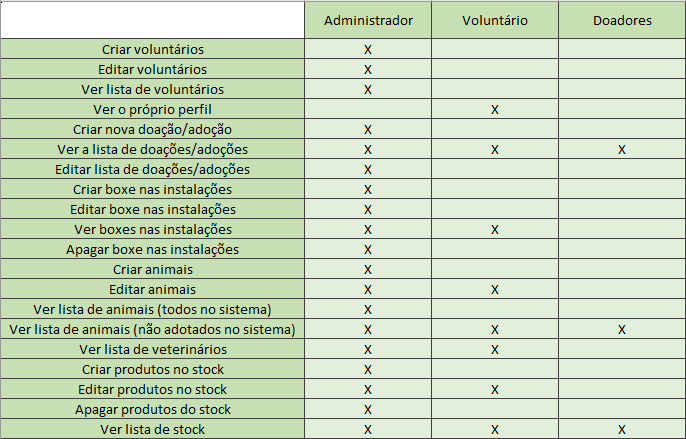 Administrador Voluntário Doadores
Criar voluntários X
Editar voluntários X
Ver lista de voluntários X
Ver o próprio perfil X
Criar nova doação/adoção X
Ver a lista de doações/adoções X X X
Editar lista de doações/adoções X
Criar boxe nas instalações X
Editar boxe nas instalações X
Ver boxes nas instalações X X
Apagar boxe nas instalações X
Criar animais X
Editar animais X X
Ver lista de animais (todos no sistema) X
Ver lista de animais (não adotados no sistema) X X X
Ver lista de veterinários X X
Criar produtos no stock X
Editar produtos no stock X X
Apagar produtos do stock X
Ver lista de stock X X X